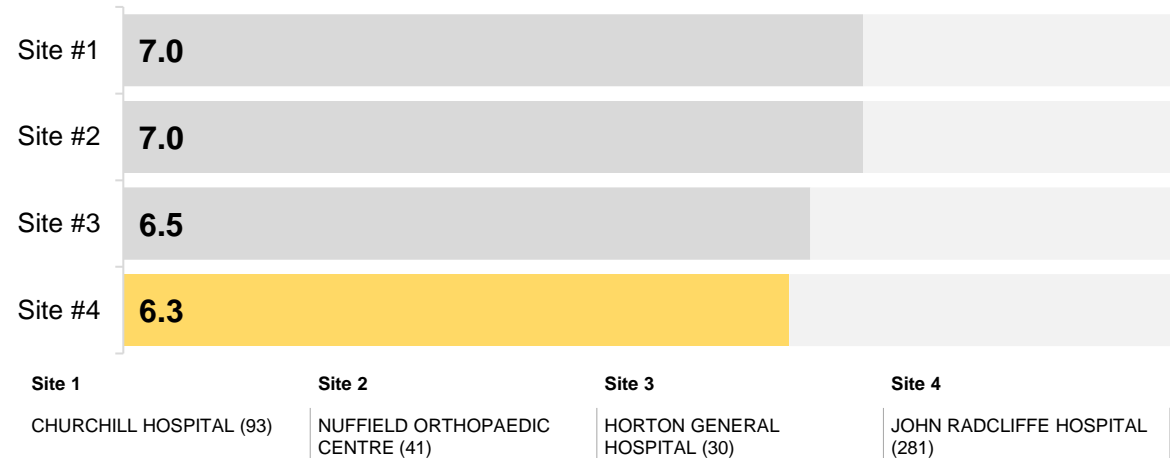 Site #1
7.0
Site #2
7.0
Site #3
6.5
Site #4
6.3
Site 1
CHURCHILL HOSPITAL (93)
Site 2
NUFFIELD ORTHOPAEDIC
CENTRE (41)
Site 3
HORTON GENERAL
HOSPITAL (30)
Site 4
JOHN RADCLIFFE HOSPITAL
(281)